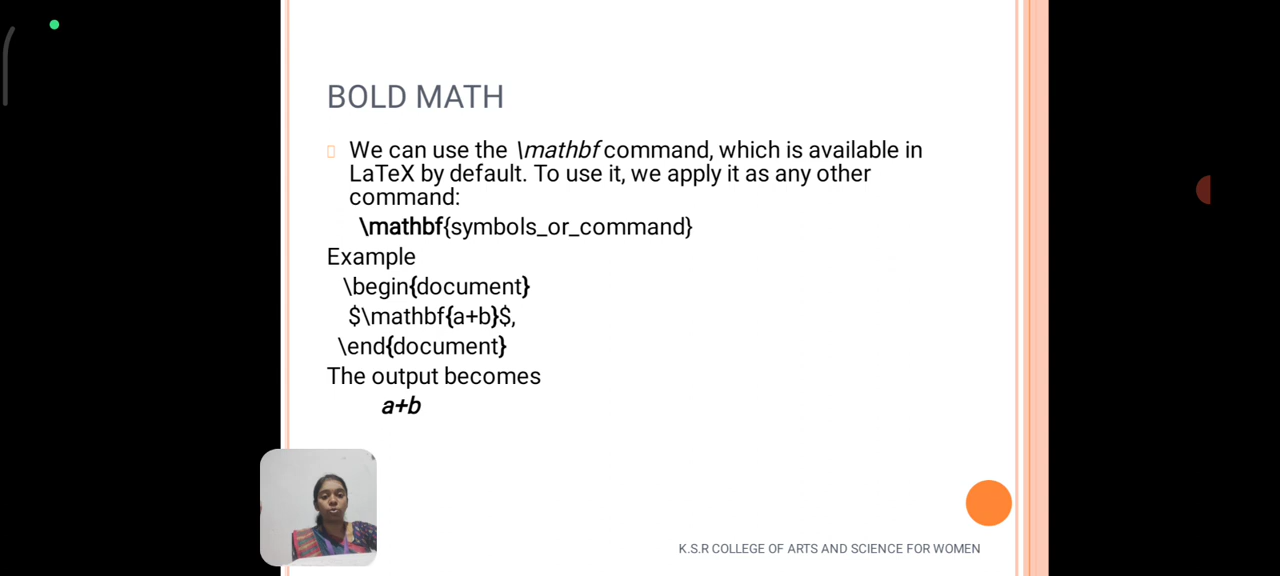 BOLD MATH
We can use the \mathbf command, which is available in
LaTeX by default. To use it, we apply it as any other
command:
\mathbf{symbols_or_command}
Example
\begin{document}
$\mathbf{a+b}$,
\end{document}
The output becomes
a+b
K.S.R COLLEGE OF ARTS AND SCIENCE FOR WOMEN